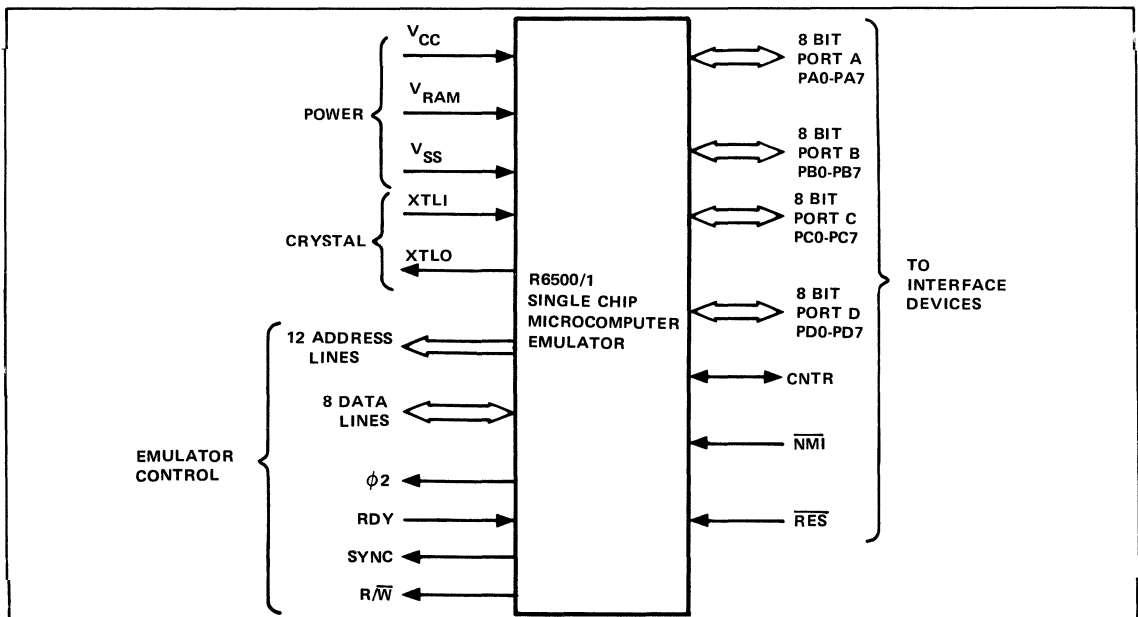 V_CC
V_RAM
POWER
V_SS
XTLI
CRYSTAL
XTLO
12 ADDRESS
LINES
8 DATA
LINES
EMULATOR
CONTROL
ϕ2
RDY
SYNC
R/W̅
R6500/1
SINGLE CHIP
MICROCOMPUTER
EMULATOR
8 BIT
PORT A
PA0-PA7
8 BIT
PORT B
PB0-PB7
8 BIT
PORT C
PC0-PC7
8 BIT
PORT D
PD0-PD7
CNTR
N̅M̅I̅
R̅E̅S̅
TO
INTERFACE
DEVICES